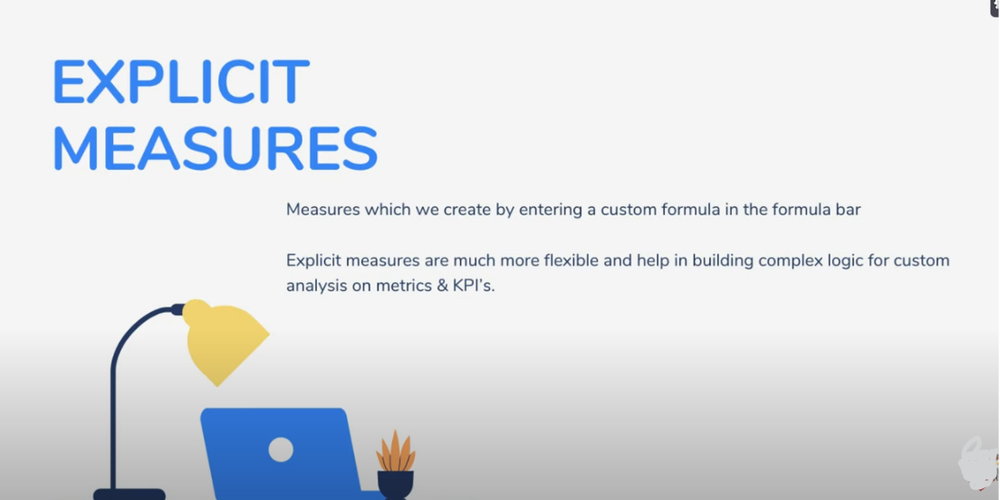 EXPLICIT
MEASURES
Measures which we create by entering a custom formula in the formula bar
Explicit measures are much more flexible and help in building complex logic for custom
analysis on metrics & KPI's.